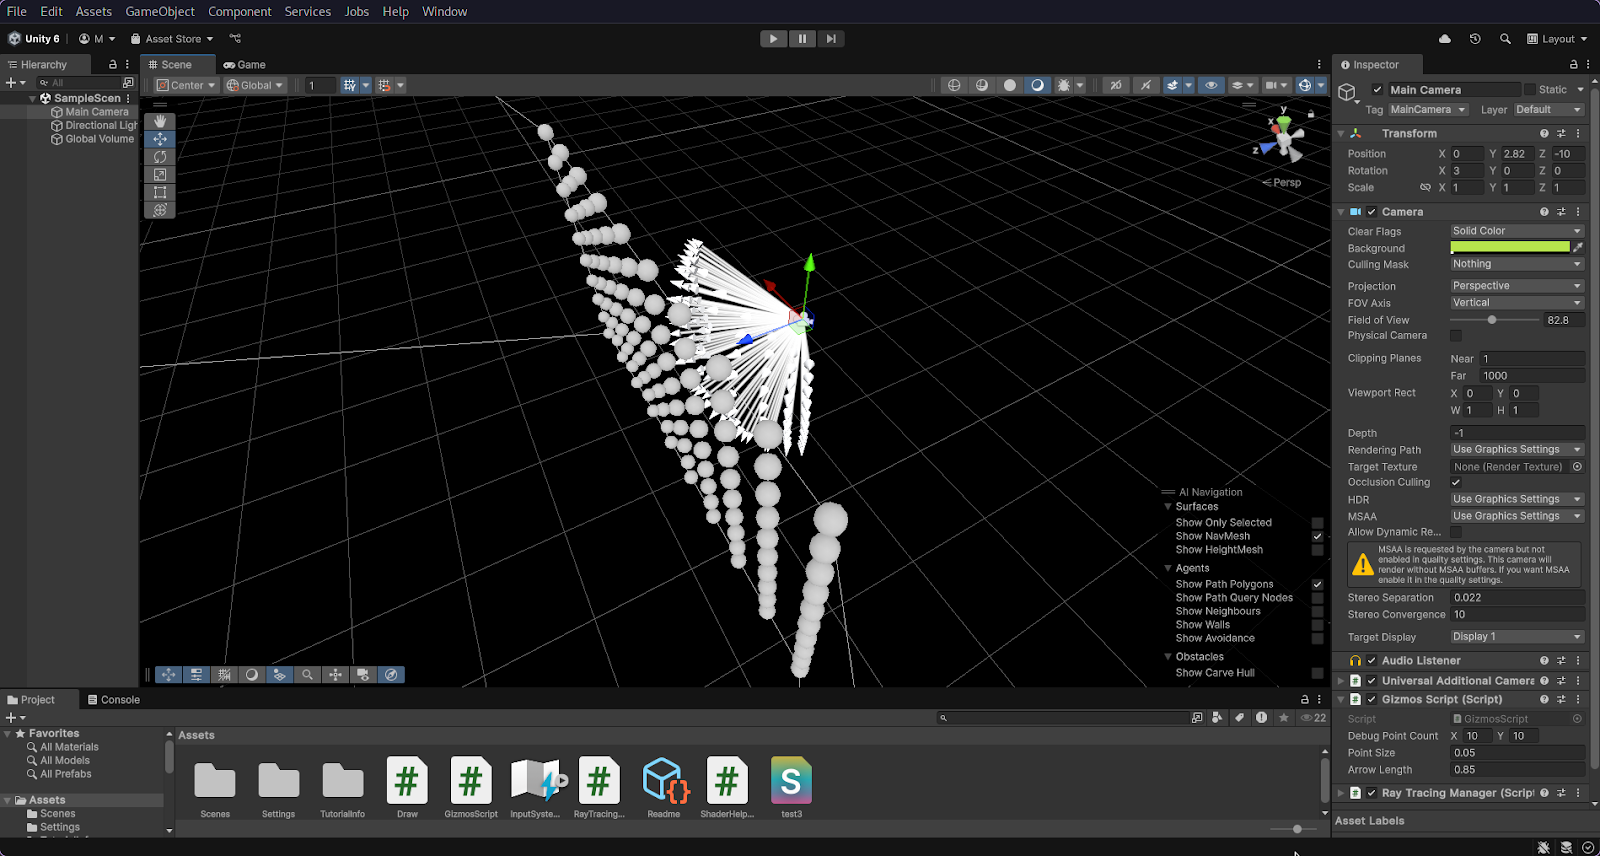 File Edit Assets GameObject Component Services Jobs Help Window
Unity 6 M Asset Store Layout
Hierarchy
All
SampleScen
Main Camera
Directional Ligh
Global Volume
Scene Game
Center Global 1
y
x
z
Persp
AI Navigation
Surfaces
Show Only Selected
Show NavMesh
Show HeightMesh
Agents
Show Path Polygons
Show Path Query Nodes
Show Neighbours
Show Walls
Show Avoidance
Obstacles
Show Carve Hull
Inspector
Main Camera Static
Tag MainCamera Layer Default
Transform
Position X 0 Y 2.82 Z -10
Rotation X 3 Y 0 Z 0
Scale X 1 Y 1 Z 1
Camera
Clear Flags Solid Color
Background
Culling Mask Nothing
Projection Perspective
FOV Axis Vertical
Field of View 82.8
Physical Camera
Clipping Planes Near 1
Far 1000
Viewport Rect X 0 Y 0
W 1 H 1
Depth -1
Rendering Path Use Graphics Settings
Target Texture None (Render Texture)
Occlusion Culling
HDR Use Graphics Settings
MSAA Use Graphics Settings
Allow Dynamic Re...
MSAA is requested by the camera but not
enabled in quality settings. This camera will
render without MSAA buffers. If you want MSAA
enable it in the quality settings.
Stereo Separation 0.022
Stereo Convergence 10
Target Display Display 1
Audio Listener
Universal Additional Camera
Gizmos Script (Script)
Script GizmosScript
Debug Point Count X 10 Y 10
Point Size 0.05
Arrow Length 0.85
Ray Tracing Manager (Script
Asset Labels
Project Console
22
Favorites
All Materials
All Models
All Prefabs
Assets
Scenes
Settings
Assets
Scenes Settings TutorialInfo Draw GizmosScript InputSyste... RayTracing... Readme ShaderHelp... test3